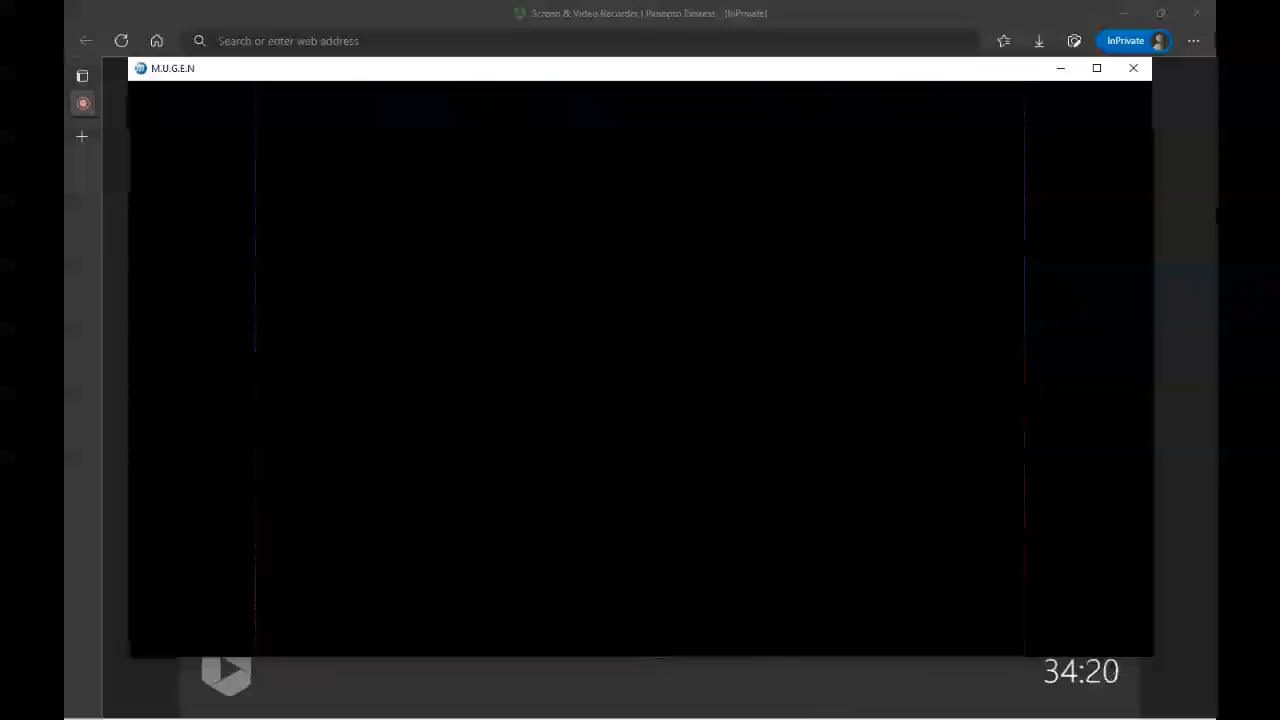 Screen & Video Recorder | Panopto Express - [InPrivate]
Search or enter web address
InPrivate
M.U.G.E.N
34:20